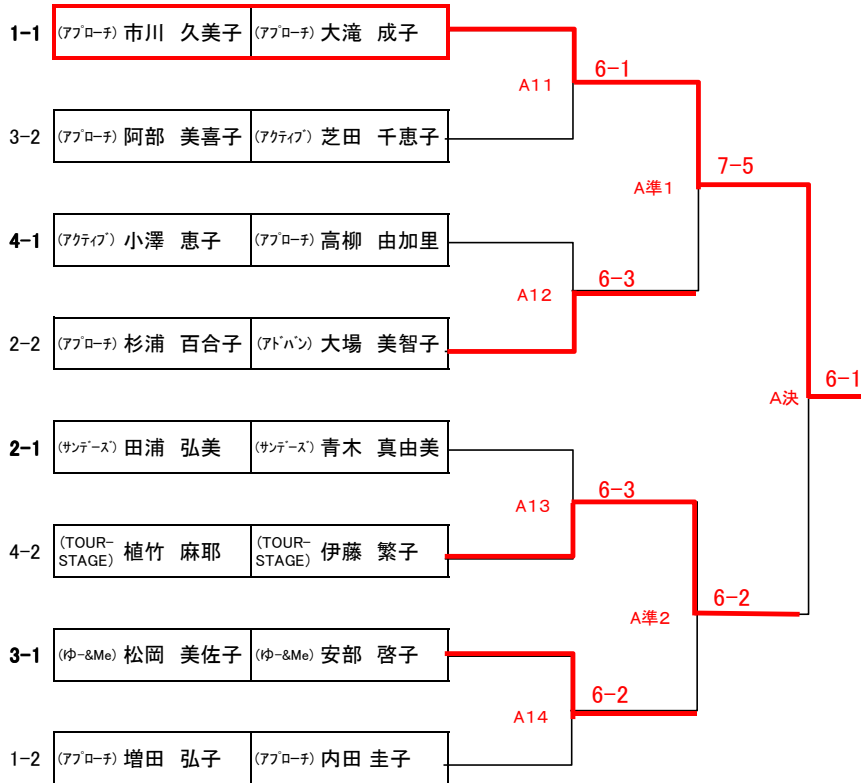 1-1 (アプローチ) 市川 久美子 (アプローチ) 大滝 成子
A11 6-1
3-2 (アプローチ) 阿部 美喜子 (アクティブ) 芝田 千恵子
A準1 7-5
4-1 (アクティブ) 小澤 恵子 (アプローチ) 高柳 由加里
A12 6-3
2-2 (アプローチ) 杉浦 百合子 (アドバン) 大場 美智子
A決 6-1
2-1 (サンデーズ) 田浦 弘美 (サンデーズ) 青木 真由美
A13 6-3
4-2 (TOUR-STAGE) 植竹 麻耶 (TOUR-STAGE) 伊藤 繁子
A準2 6-2
3-1 (ゆー&Me) 松岡 美佐子 (ゆー&Me) 安部 啓子
A14 6-2
1-2 (アプローチ) 増田 弘子 (アプローチ) 内田 圭子